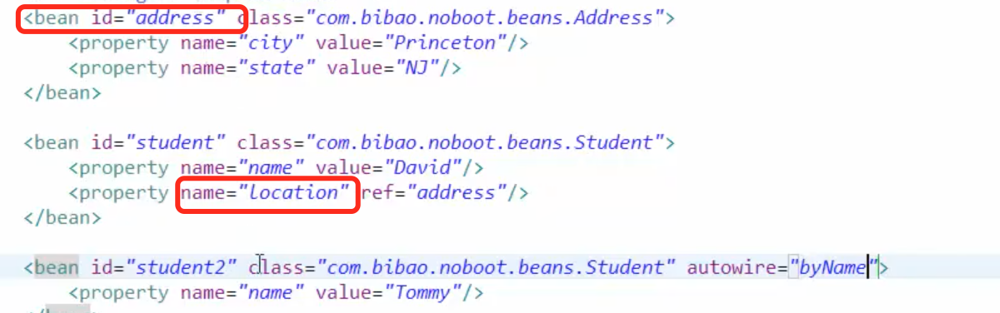 <bean id="address" class="com.bibao.noboot.beans.Address">
<property name="city" value="Princeton"/>
<property name="state" value="NJ"/>
</bean>
<bean id="student" class="com.bibao.noboot.beans.Student">
<property name="name" value="David"/>
<property name="location" ref="address"/>
</bean>
<bean id="student2" class="com.bibao.noboot.beans.Student" autowire="byName">
<property name="name" value="Tommy"/>